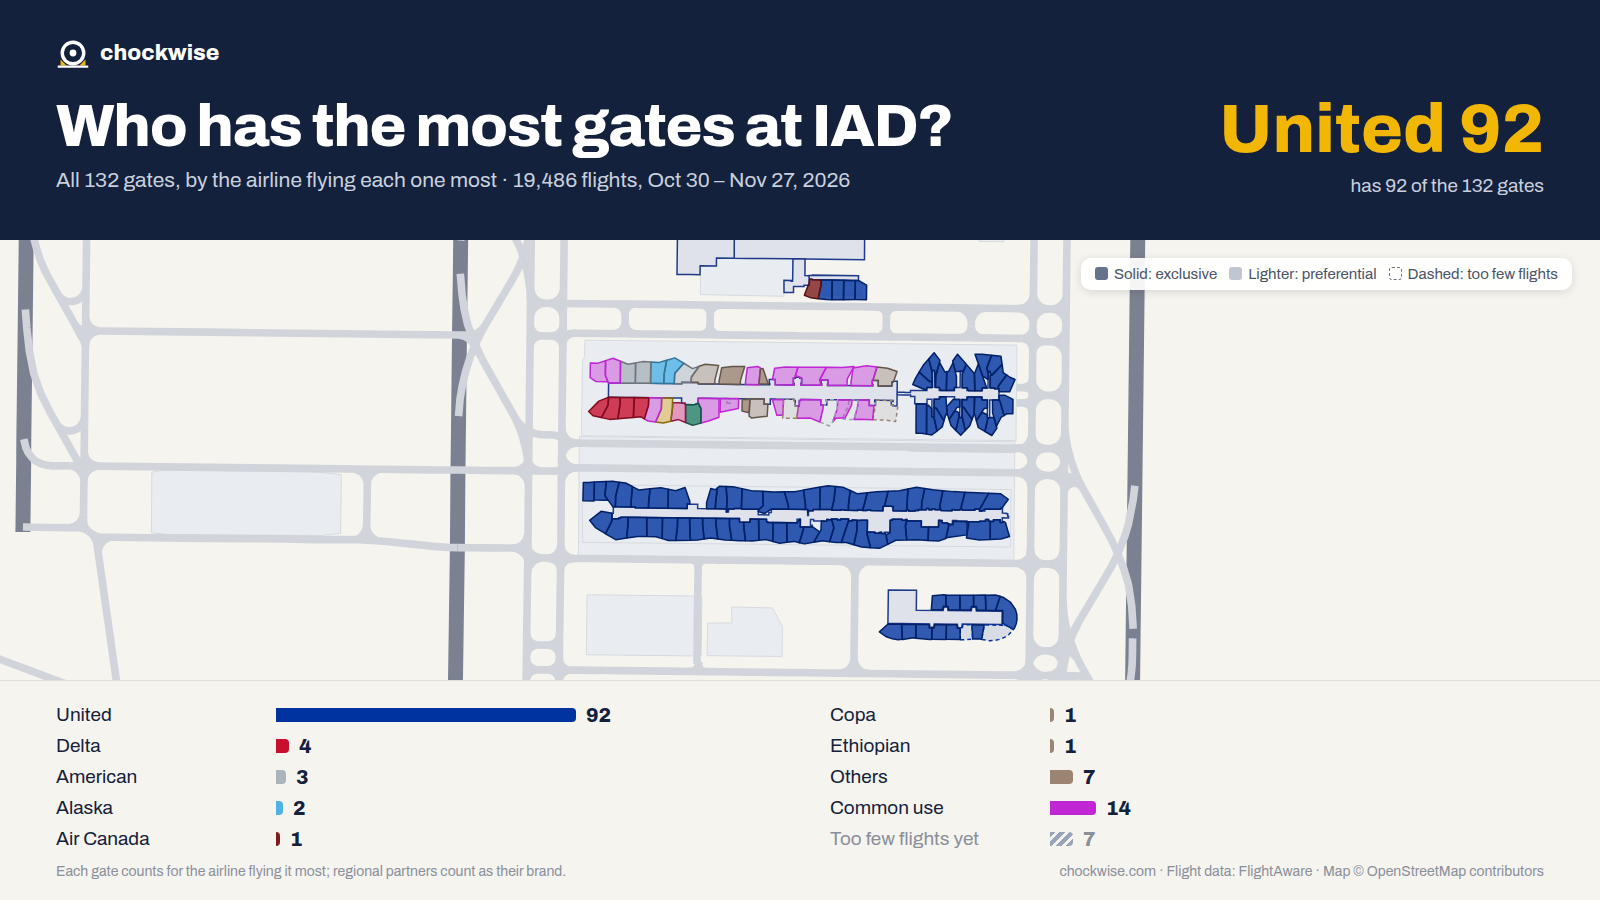 chockwise
Who has the most gates at IAD?
All 132 gates, by the airline flying each one most · 19,486 flights, Oct 30 – Nov 27, 2026
United 92
has 92 of the 132 gates
Solid: exclusive
Lighter: preferential
Dashed: too few flights
United 92
Delta 4
American 3
Alaska 2
Air Canada 1
Copa 1
Ethiopian 1
Others 7
Common use 14
Too few flights yet 7
Each gate counts for the airline flying it most; regional partners count as their brand.
chockwise.com · Flight data: FlightAware · Map © OpenStreetMap contributors